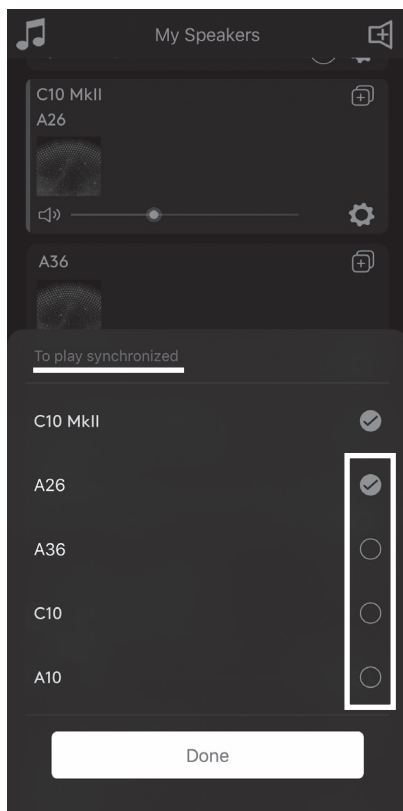 My Speakers
C10 MkII
A26
A36
To play synchronized
C10 MkII
A26
A36
C10
A10
Done